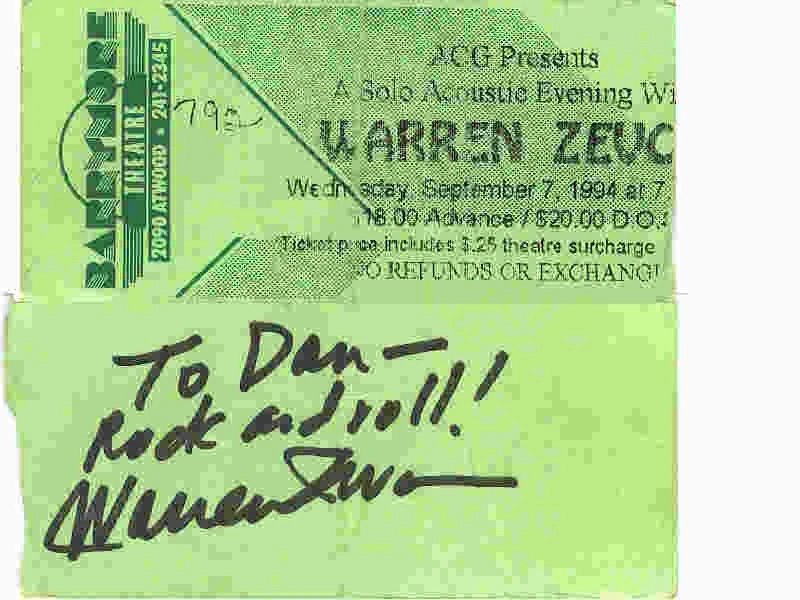 BARRYMORE
THEATRE
2090 ATWOOD • 241-2345
ACG Presents
A Solo Acoustic Evening Wi
WARREN ZEVO
Wednesday, September 7, 1994 at 7
18.00 Advance / $20.00 D.O.
Ticket price includes $.25 theatre surcharge
NO REFUNDS OR EXCHANG
To Dan —
Rock and roll!
Warren Zevon